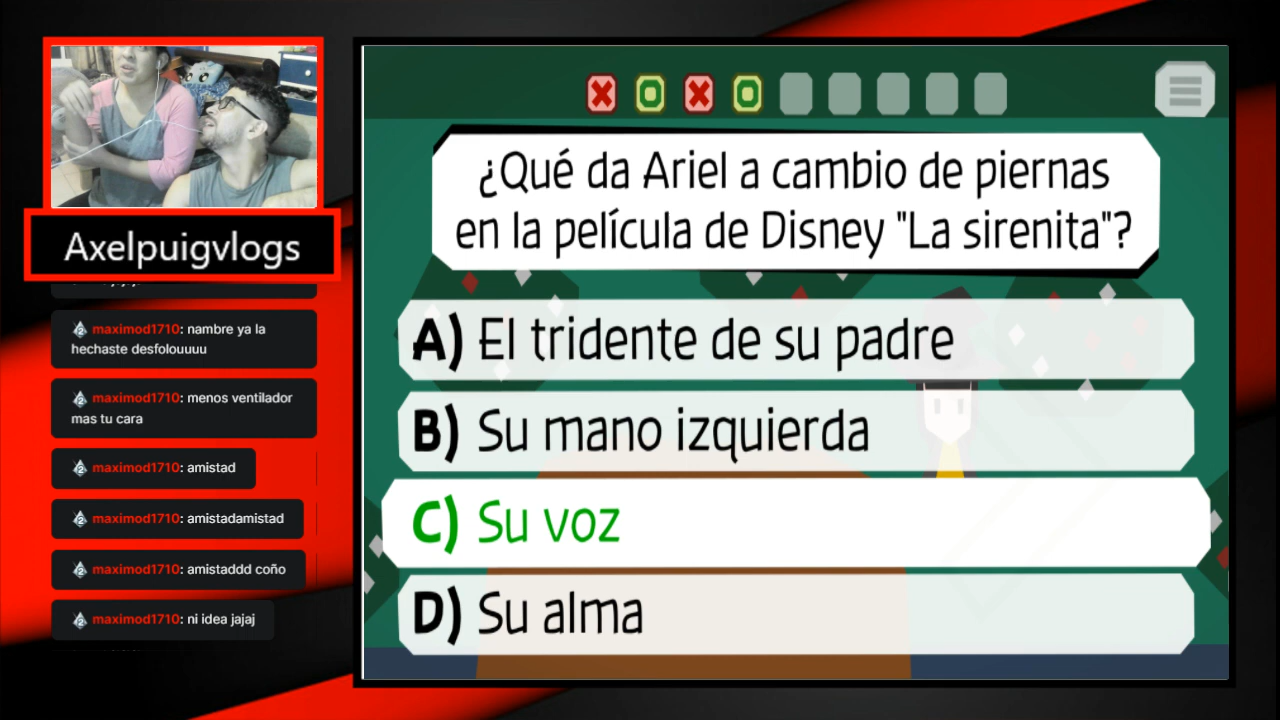 Axelpuigvlogs
maximod1710: nambre ya la
hechaste desfolouuuu
maximod1710: menos ventilador
mas tu cara
maximod1710: amistad
maximod1710: amistadamistad
maximod1710: amistaddd coño
maximod1710: ni idea jajaj
¿Qué da Ariel a cambio de piernas
en la película de Disney "La sirenita"?
A) El tridente de su padre
B) Su mano izquierda
C) Su voz
D) Su alma